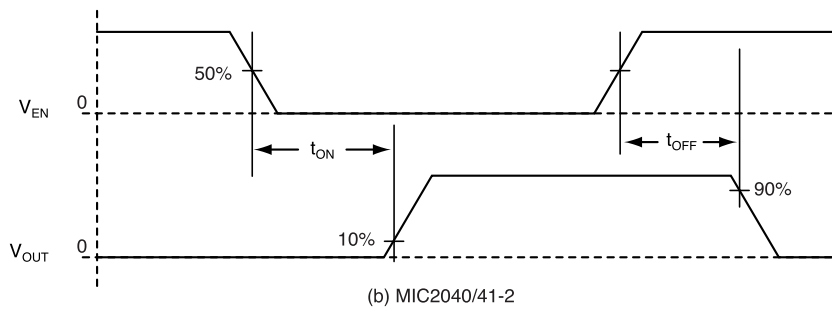 50%
V_EN 0
t_ON
t_OFF
90%
10%
V_OUT 0
(b) MIC2040/41-2